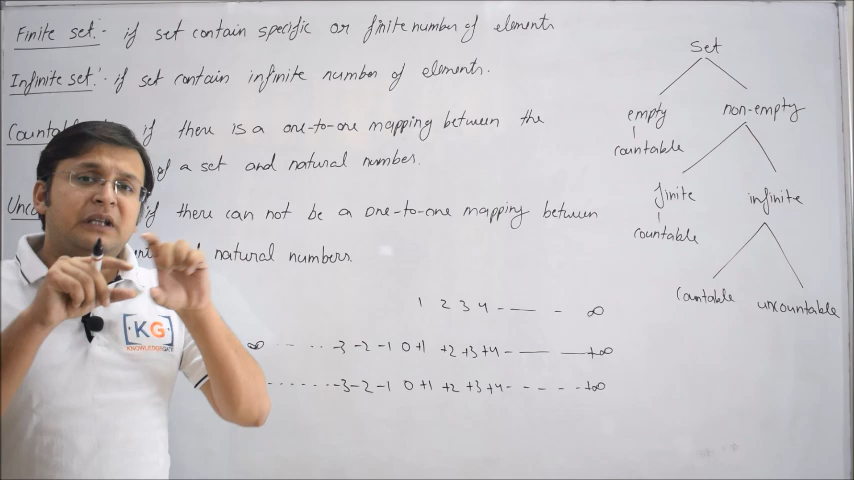 Finite set:- if set contain specific or finite number of elements
Infinite set:- if set contain infinite number of elements.
if there is a one-to-one mapping between the
of a set and natural number.
if there can not be a one-to-one mapping between
natural numbers.
1 2 3 4 - — - ∞
∞ - - - - -3 -2 -1 0 +1 +2 +3 +4 - — — +∞
- - - - - - -3 -2 -1 0 +1 +2 +3 +4 - - - - - +∞
Set
empty non-empty
countable
finite infinite
countable
Countable uncountable
KG